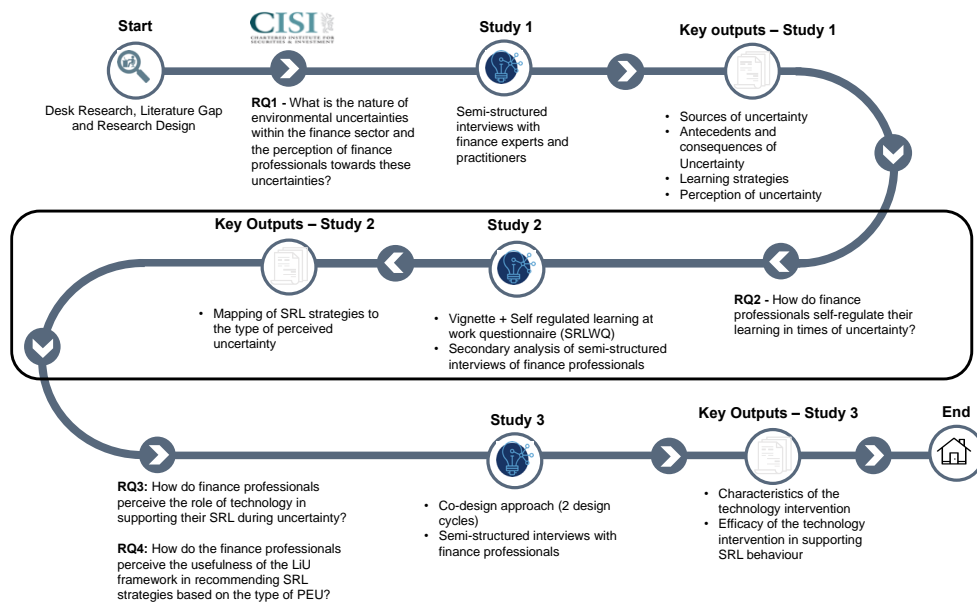 Start
Desk Research, Literature Gap
and Research Design
CISI
CHARTERED INSTITUTE FOR
SECURITIES & INVESTMENT
RQ1 - What is the nature of
environmental uncertainties
within the finance sector and
the perception of finance
professionals towards these
uncertainties?
Study 1
Semi-structured
interviews with
finance experts and
practitioners
Key outputs – Study 1
• Sources of uncertainty
• Antecedents and
consequences of
Uncertainty
• Learning strategies
• Perception of uncertainty
RQ2 - How do finance
professionals self-regulate their
learning in times of uncertainty?
Study 2
• Vignette + Self regulated learning at
work questionnaire (SRLWQ)
• Secondary analysis of semi-structured
interviews of finance professionals
Key Outputs – Study 2
• Mapping of SRL strategies to
the type of perceived
uncertainty
RQ3: How do finance professionals
perceive the role of technology in
supporting their SRL during uncertainty?
RQ4: How do the finance professionals
perceive the usefulness of the LiU
framework in recommending SRL
strategies based on the type of PEU?
Study 3
• Co-design approach (2 design
cycles)
• Semi-structured interviews with
finance professionals
Key Outputs – Study 3
• Characteristics of the
technology intervention
• Efficacy of the technology
intervention in supporting
SRL behaviour
End